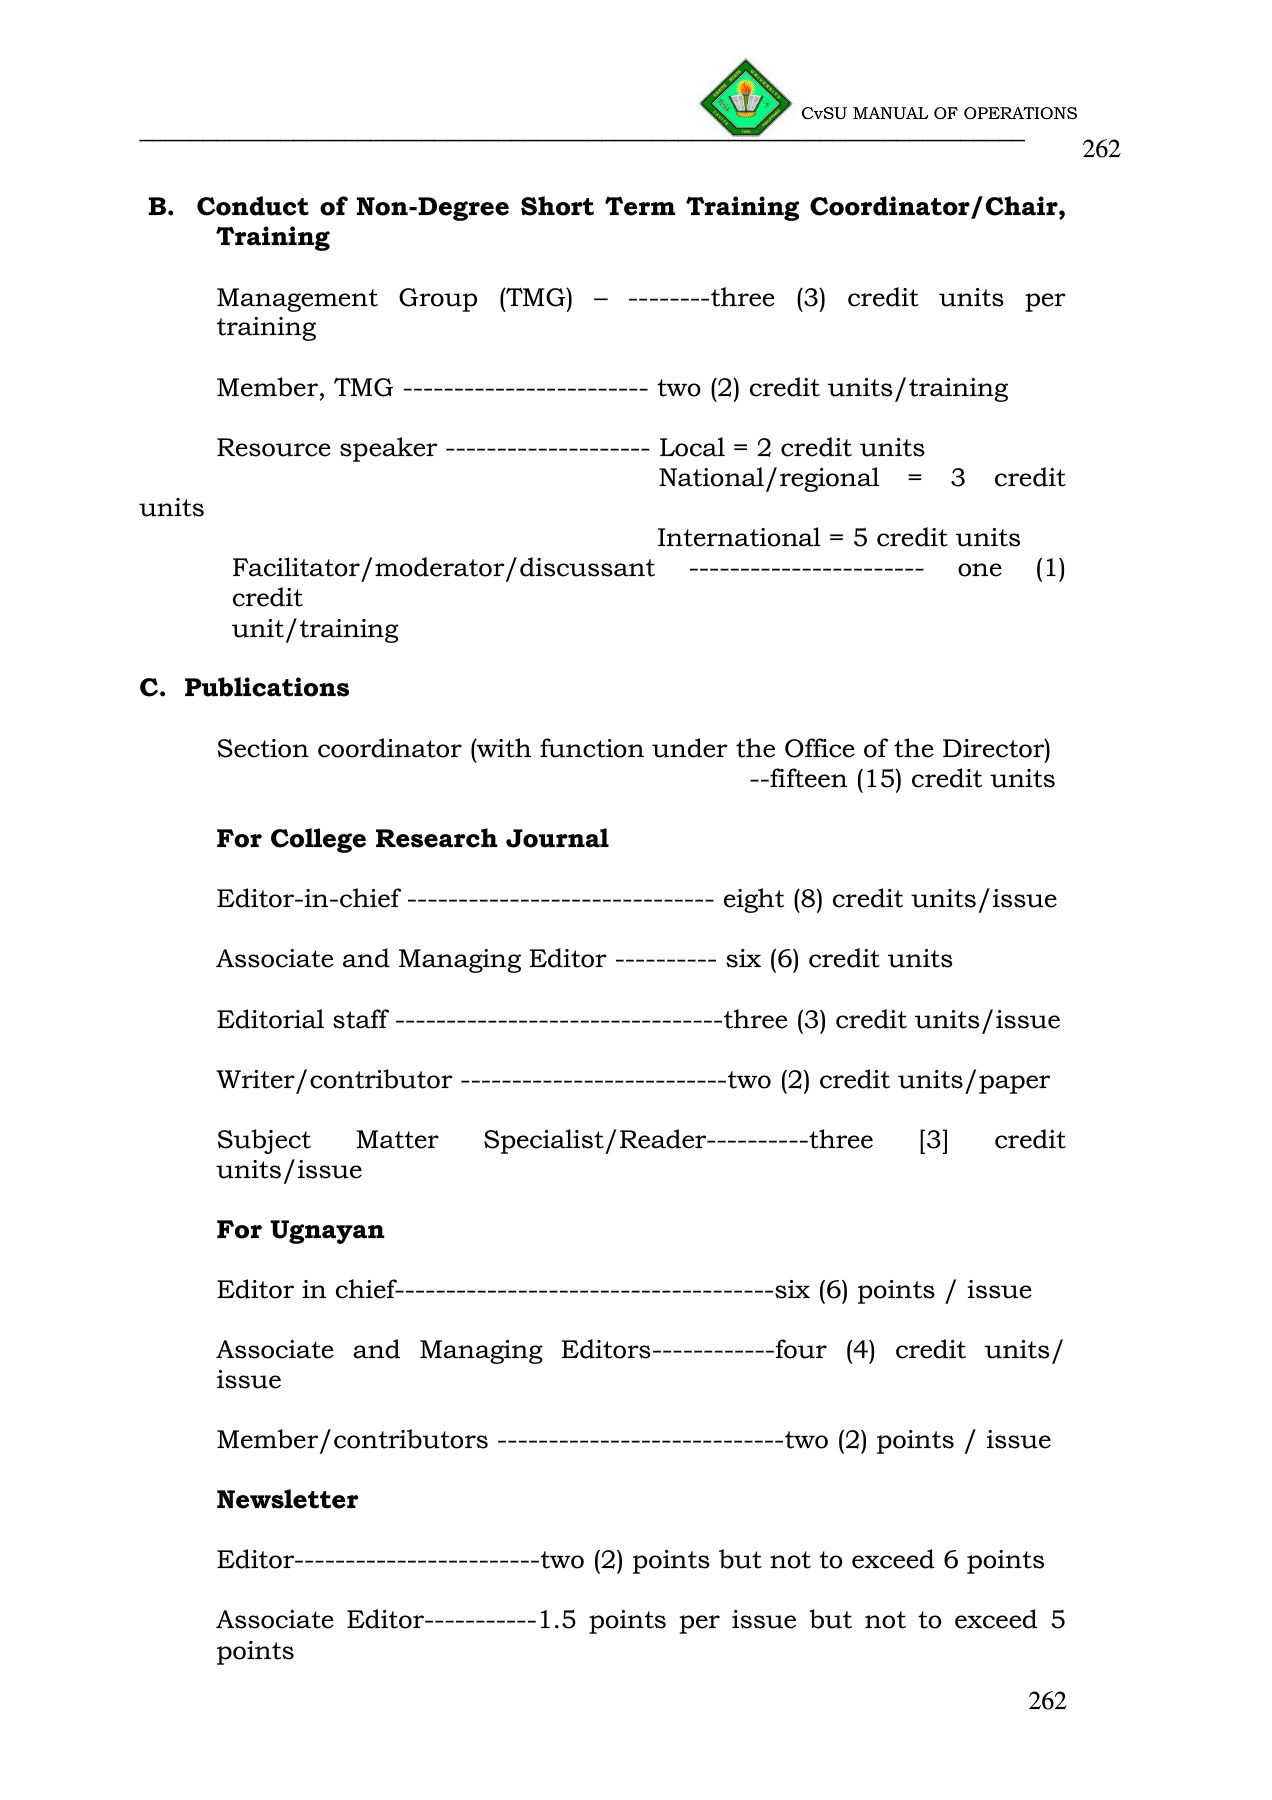 CvSU MANUAL OF OPERATIONS
262
B. Conduct of Non-Degree Short Term Training Coordinator/Chair,
Training
Management Group (TMG) – --------three (3) credit units per
training
Member, TMG ------------------------ two (2) credit units/training
Resource speaker -------------------- Local = 2 credit units
National/regional = 3 credit
units
International = 5 credit units
Facilitator/moderator/discussant ----------------------- one (1)
credit
unit/training
C. Publications
Section coordinator (with function under the Office of the Director)
--fifteen (15) credit units
For College Research Journal
Editor-in-chief ------------------------------ eight (8) credit units/issue
Associate and Managing Editor ---------- six (6) credit units
Editorial staff --------------------------------three (3) credit units/issue
Writer/contributor --------------------------two (2) credit units/paper
Subject Matter Specialist/Reader----------three [3] credit
units/issue
For Ugnayan
Editor in chief-------------------------------------six (6) points / issue
Associate and Managing Editors------------four (4) credit units/
issue
Member/contributors ----------------------------two (2) points / issue
Newsletter
Editor------------------------two (2) points but not to exceed 6 points
Associate Editor-----------1.5 points per issue but not to exceed 5
points
262